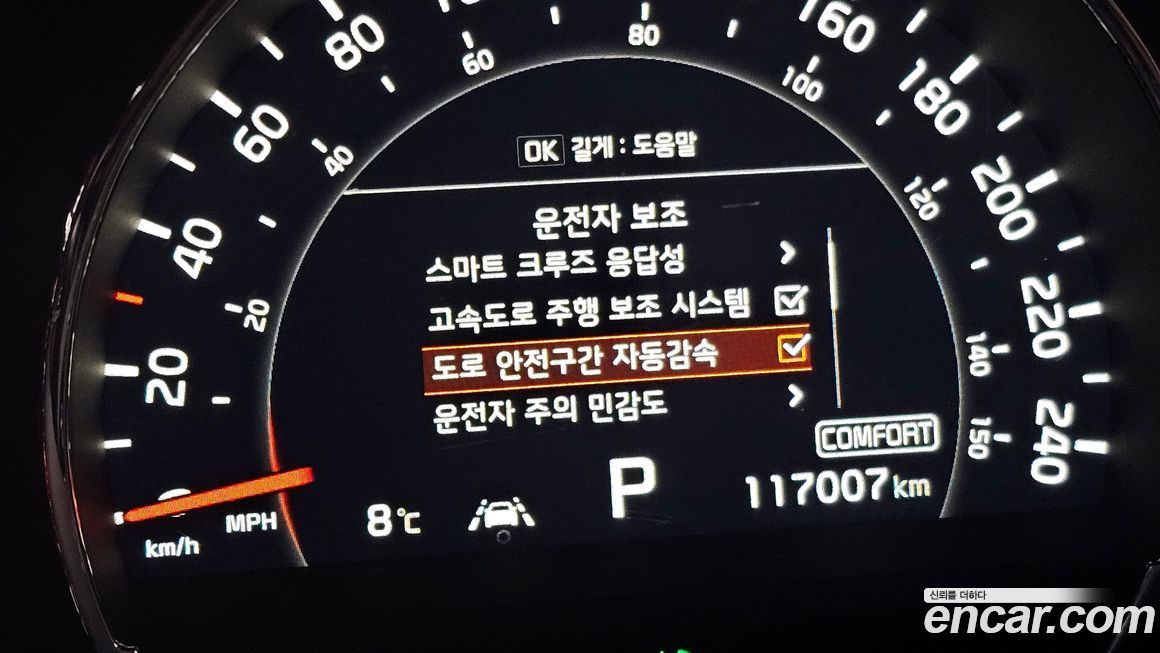 80
160
60
80
100
180
60
40
OK 길게 : 도움말
120
200
운전자 보조
40
스마트 크루즈 응답성
고속도로 주행 보조 시스템
20
220
도로 안전구간 자동감속
140
20
운전자 주의 민감도
COMFORT
150
240
P
117007 km
8°C
MPH
km/h
신뢰를 더하다
encar.com